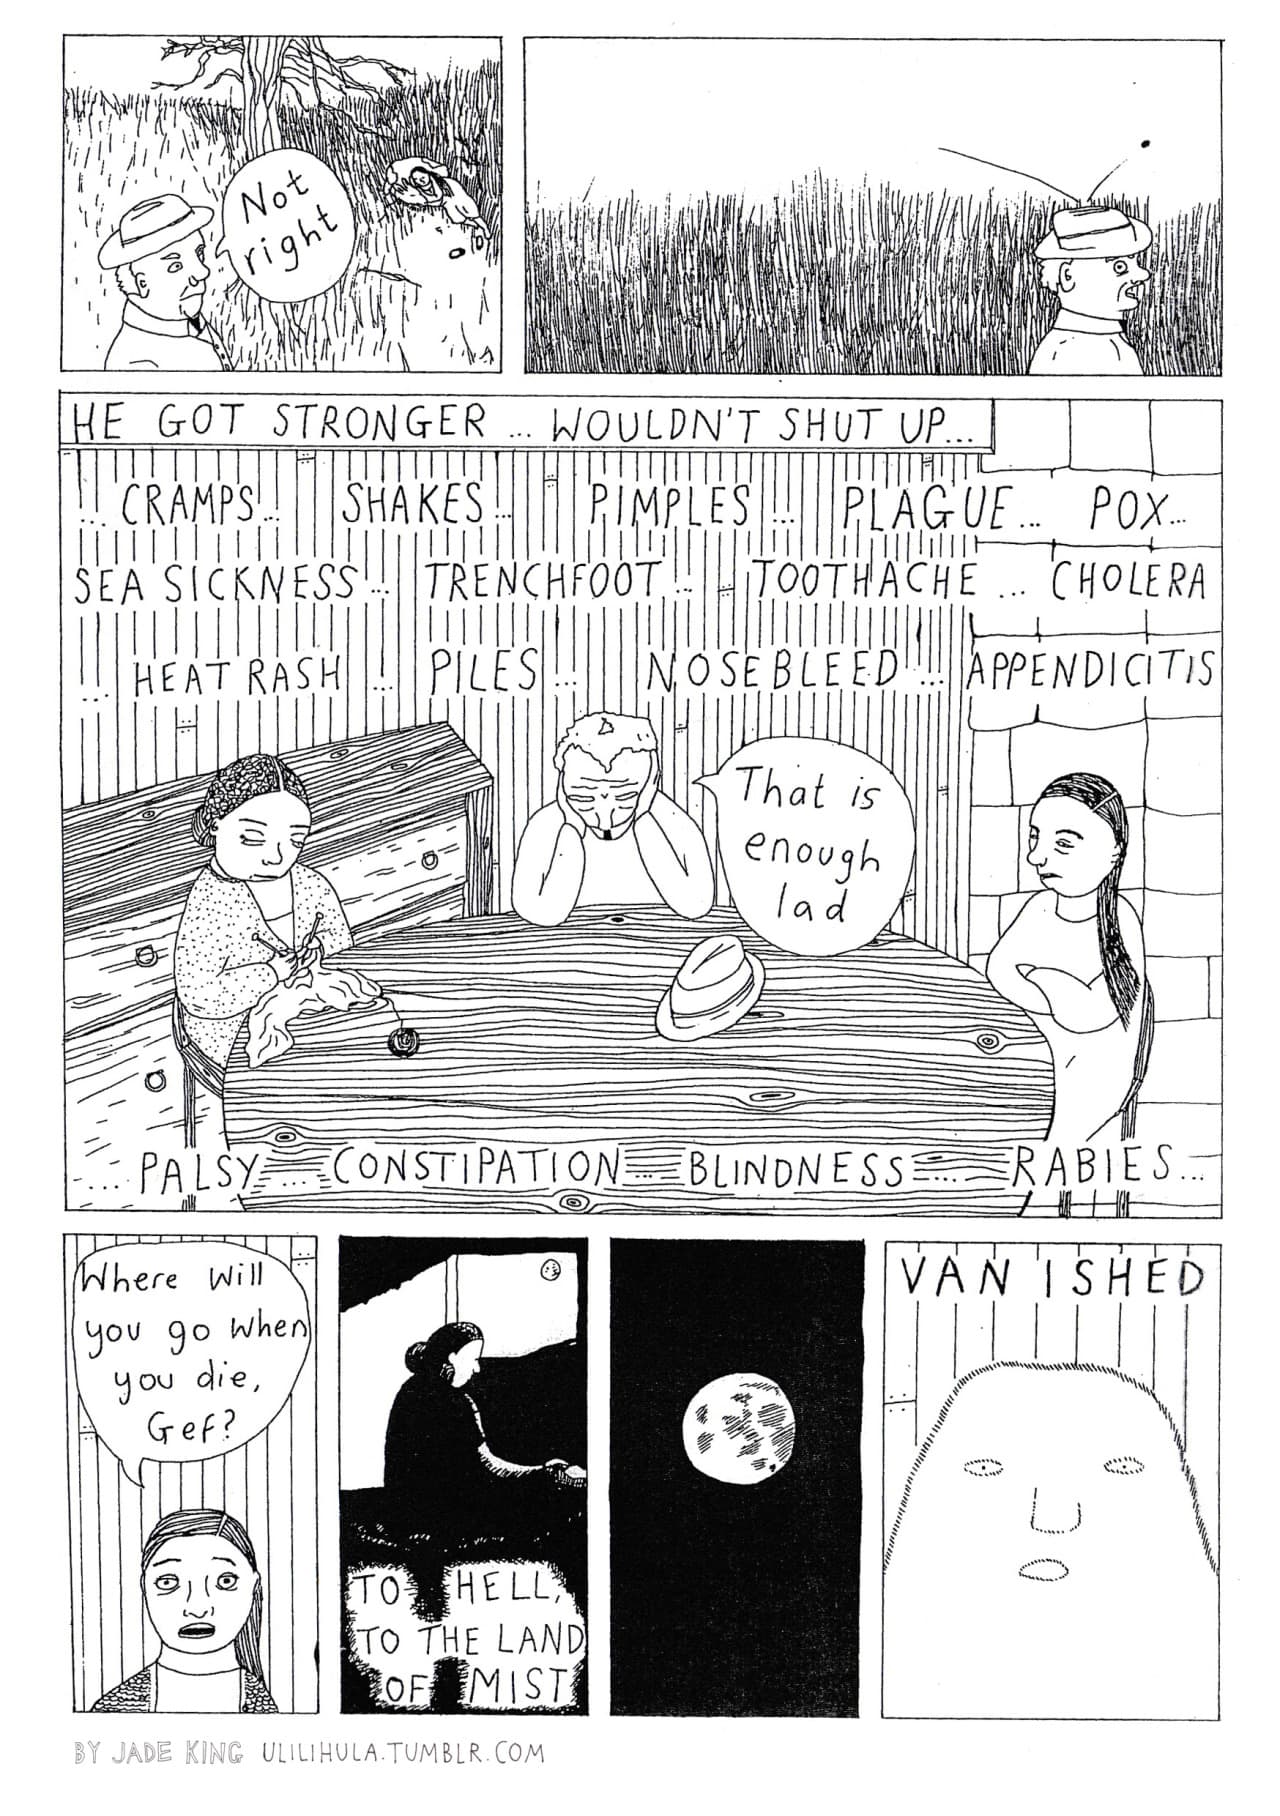 Not
right
HE GOT STRONGER ... WOULDN'T SHUT UP...
... CRAMPS... SHAKES... PIMPLES ... PLAGUE ... POX...
SEA SICKNESS ... TRENCHFOOT ... TOOTHACHE ... CHOLERA
... HEAT RASH ... PILES ... NOSEBLEED ... APPENDICITIS
That is
enough
lad
.... PALSY ... CONSTIPATION ... BLINDNESS ... RABIES...
Where will
you go when
you die,
Gef?
TO HELL,
TO THE LAND
OF MIST
VANISHED
BY JADE KING ULILIHULA.TUMBLR.COM